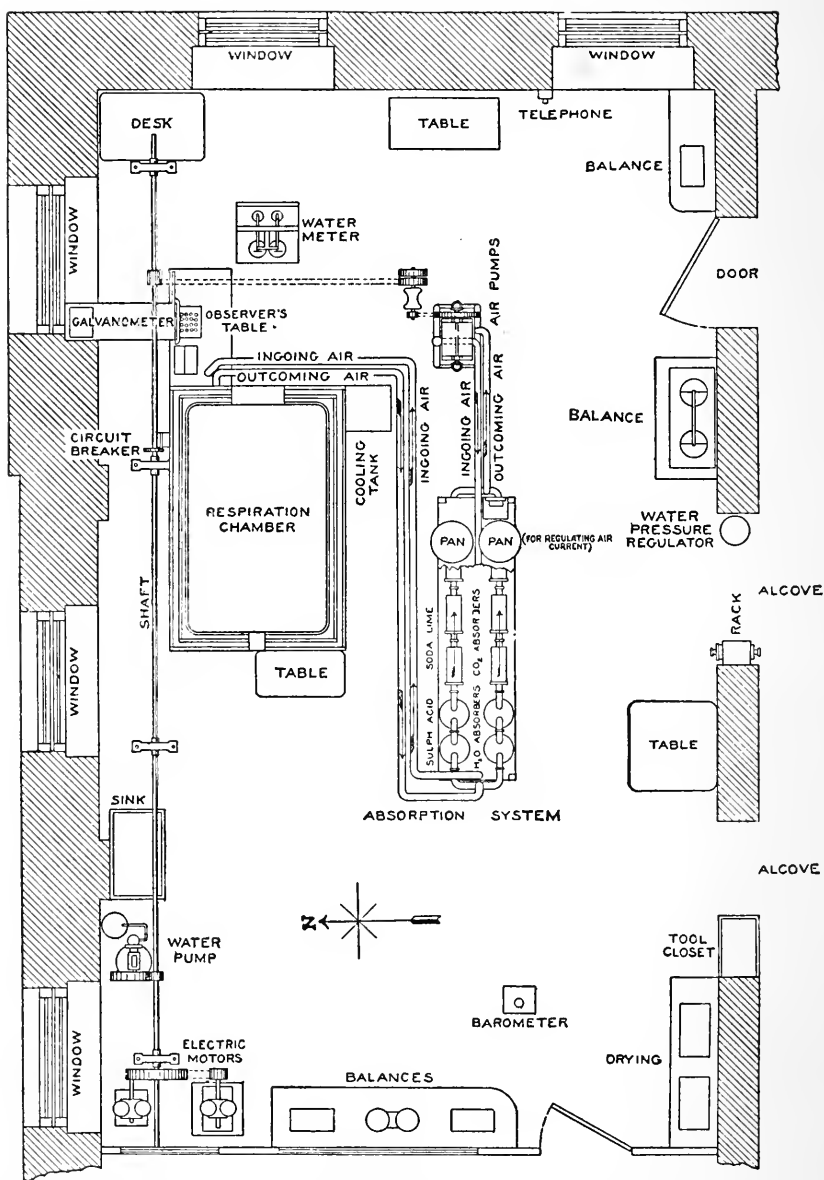 WINDOW
WINDOW
DESK
TABLE
TELEPHONE
BALANCE
WINDOW
WATER
METER
AIR PUMPS
DOOR
GALVANOMETER
OBSERVER'S
TABLE
INGOING AIR
OUTCOMING AIR
INGOING AIR
INGOING AIR
OUTCOMING AIR
BALANCE
CIRCUIT
BREAKER
COOLING
TANK
RESPIRATION
CHAMBER
PAN
PAN
(FOR REGULATING AIR
CURRENT)
WATER
PRESSURE
REGULATOR
ALCOVE
RACK
SHAFT
SODA LIME
CO₂ ABSORBERS
WINDOW
TABLE
SULPH ACID
H₂O ABSORBERS
TABLE
SINK
ABSORPTION SYSTEM
ALCOVE
N
WATER
PUMP
TOOL
CLOSET
WINDOW
BAROMETER
ELECTRIC
MOTORS
DRYING
BALANCES